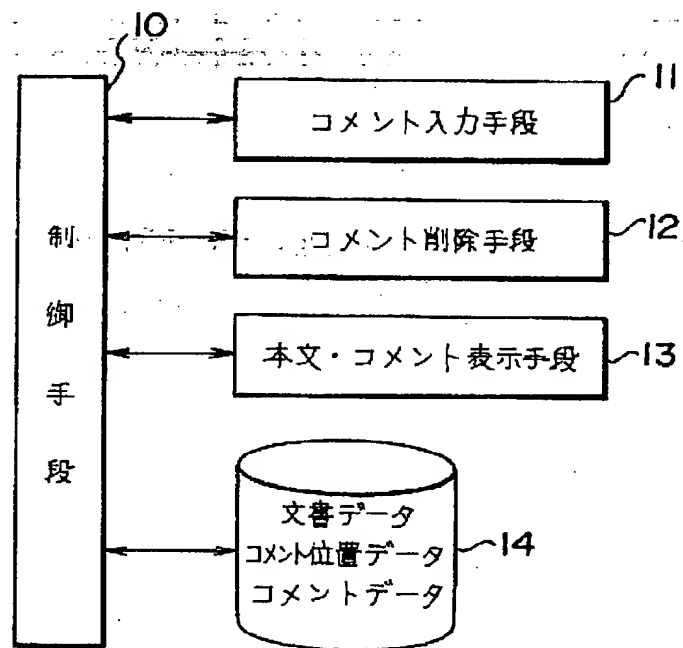 10
コメント入力手段
11
コメント削除手段
12
本文・コメント表示手段
13
制御手段
文書データ
コメント位置データ
コメントデータ
14